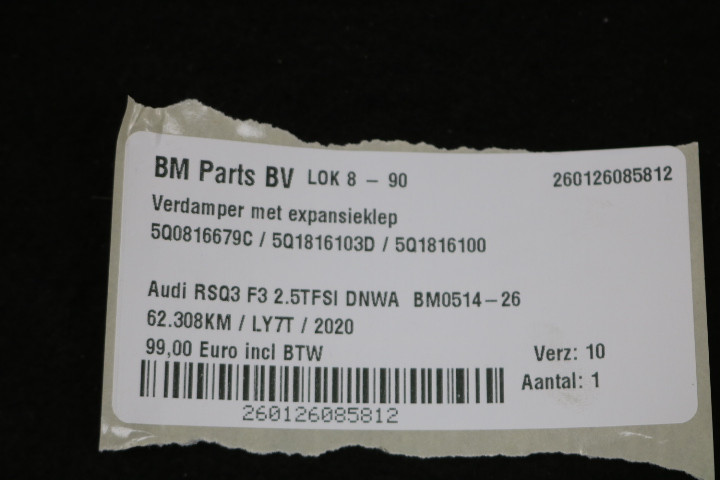 BM Parts BV LOK 8 - 90 260126085812
Verdamper met expansieklep
5Q0816679C / 5Q1816103D / 5Q1816100
Audi RSQ3 F3 2.5TFSI DNWA BM0514-26
62.308KM / LY7T / 2020
99,00 Euro incl BTW Verz: 10
Aantal: 1
260126085812